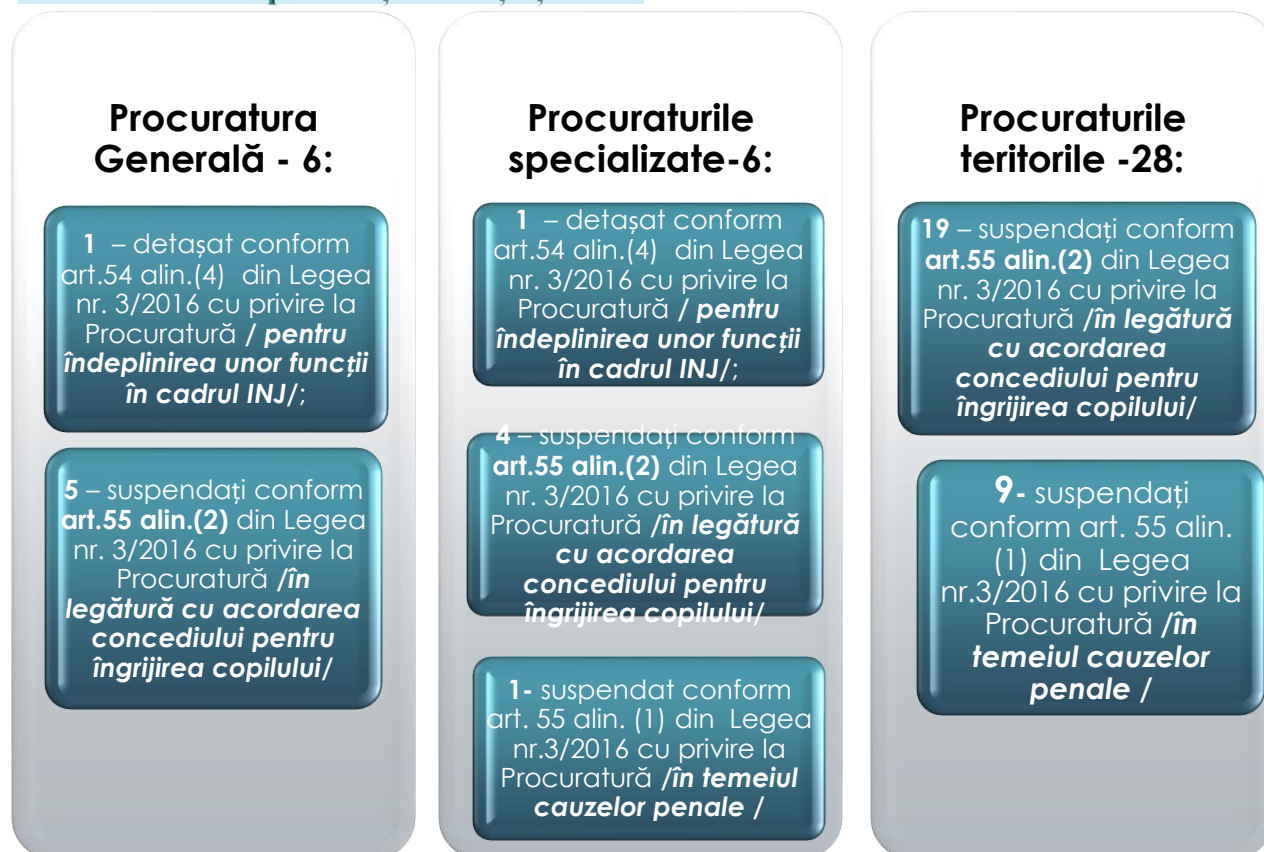 Procuratura
Generală - 6:
1 – detașat conform
art.54 alin.(4) din Legea
nr. 3/2016 cu privire la
Procuratură / pentru
îndeplinirea unor funcții
în cadrul INJ/;
5 – suspendați conform
art.55 alin.(2) din Legea
nr. 3/2016 cu privire la
Procuratură /în
legătură cu acordarea
concediului pentru
îngrijirea copilului/
Procuraturile
specializate-6:
1 – detașat conform
art.54 alin.(4) din Legea
nr. 3/2016 cu privire la
Procuratură / pentru
îndeplinirea unor funcții
în cadrul INJ/;
4 – suspendați conform
art.55 alin.(2) din Legea
nr. 3/2016 cu privire la
Procuratură /în legătură
cu acordarea
concediului pentru
îngrijirea copilului/
1- suspendat conform
art. 55 alin. (1) din Legea
nr.3/2016 cu privire la
Procuratură /în temeiul
cauzelor penale /
Procuraturile
teritorile -28:
19 – suspendați conform
art.55 alin.(2) din Legea
nr. 3/2016 cu privire la
Procuratură /în legătură
cu acordarea
concediului pentru
îngrijirea copilului/
9- suspendați
conform art. 55 alin.
(1) din Legea
nr.3/2016 cu privire la
Procuratură /în
temeiul cauzelor
penale /